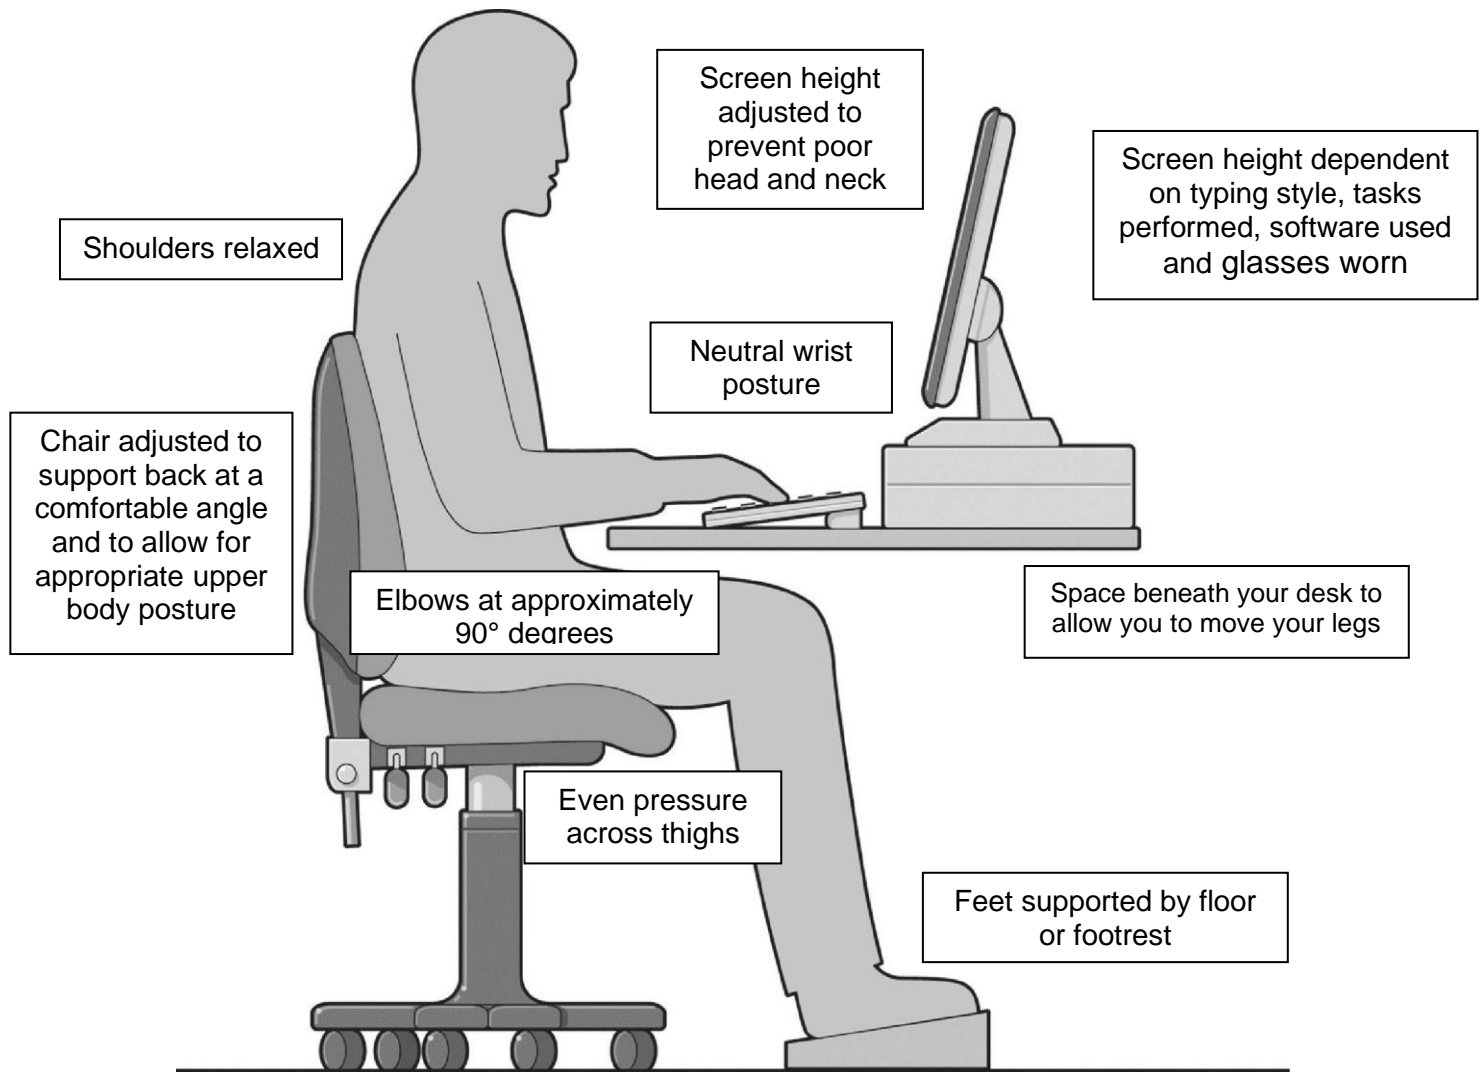 Screen height
adjusted to
prevent poor
head and neck
Screen height dependent
on typing style, tasks
performed, software used
and glasses worn
Shoulders relaxed
Neutral wrist
posture
Chair adjusted to
support back at a
comfortable angle
and to allow for
appropriate upper
body posture
Elbows at approximately
90° degrees
Space beneath your desk to
allow you to move your legs
Even pressure
across thighs
Feet supported by floor
or footrest